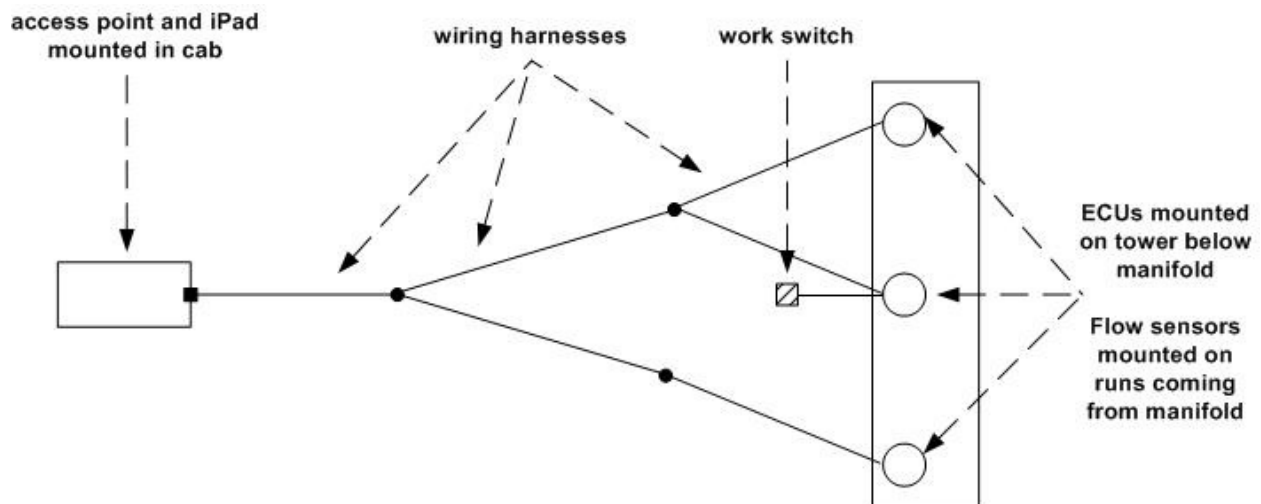 access point and iPad
mounted in cab
wiring harnesses
work switch
ECUs mounted
on tower below
manifold
Flow sensors
mounted on
runs coming
from manifold